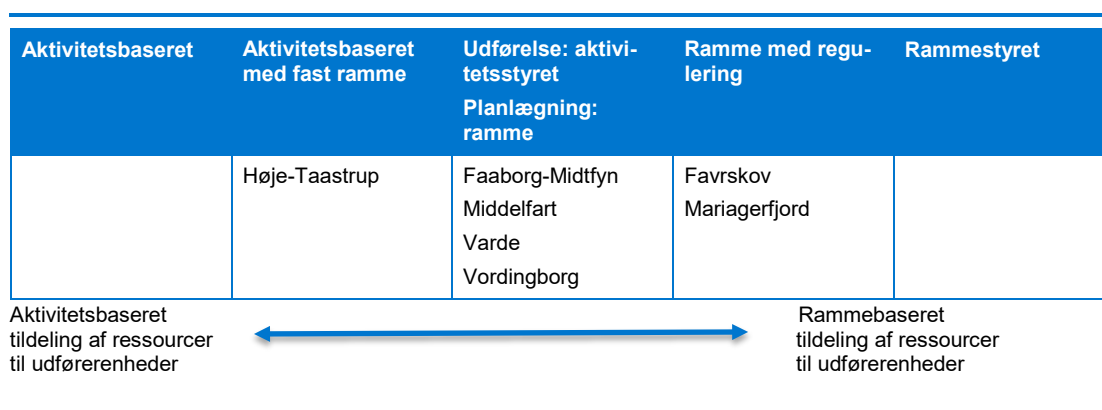 Aktivitetsbaseret
Aktivitetsbaseret
med fast ramme
Udførelse: aktivi-
tetsstyret
Planlægning:
ramme
Ramme med regu-
lering
Rammestyret
Høje-Taastrup
Faaborg-Midtfyn
Middelfart
Varde
Vordingborg
Favrskov
Mariagerfjord
Aktivitetsbaseret
tildeling af ressourcer
til udførerenheder
Rammebaseret
tildeling af ressourcer
til udførerenheder